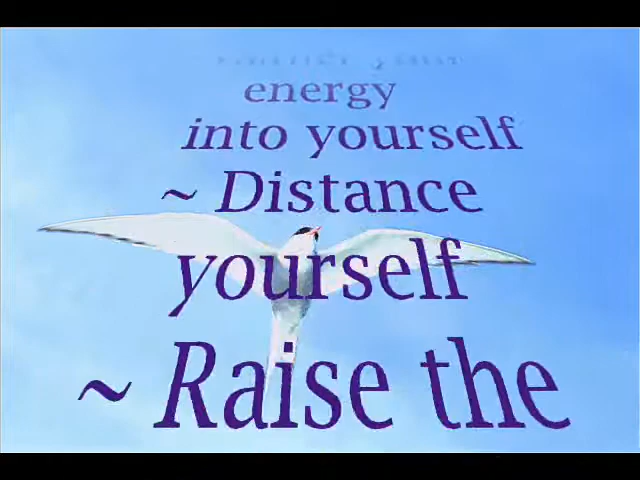 energy
into yourself
~ Distance
yourself
~ Raise the